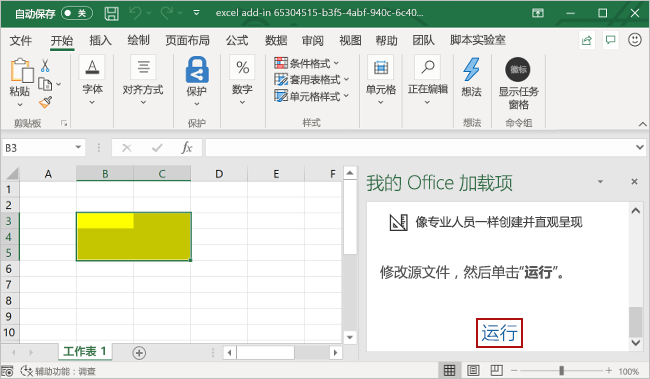 自动保存 关 excel add-in 65304515-b3f5-4abf-940c-6c40...
文件 开始 插入 绘制 页面布局 公式 数据 审阅 视图 帮助 团队 脚本实验室
粘贴 字体 对齐方式 保护 % 数字 条件格式 套用表格格式 单元格样式 单元格 正在编辑 想法 徽标 显示任务窗格
剪贴板 保护 样式 想法 命令组
B3 fx
A B C D E F
1
2
3
4
5
6
7
8
9
10
我的 Office 加载项
像专业人员一样创建并直观呈现
修改源文件，然后单击“运行”。
运行
工作表 1
辅助功能：调查 100%